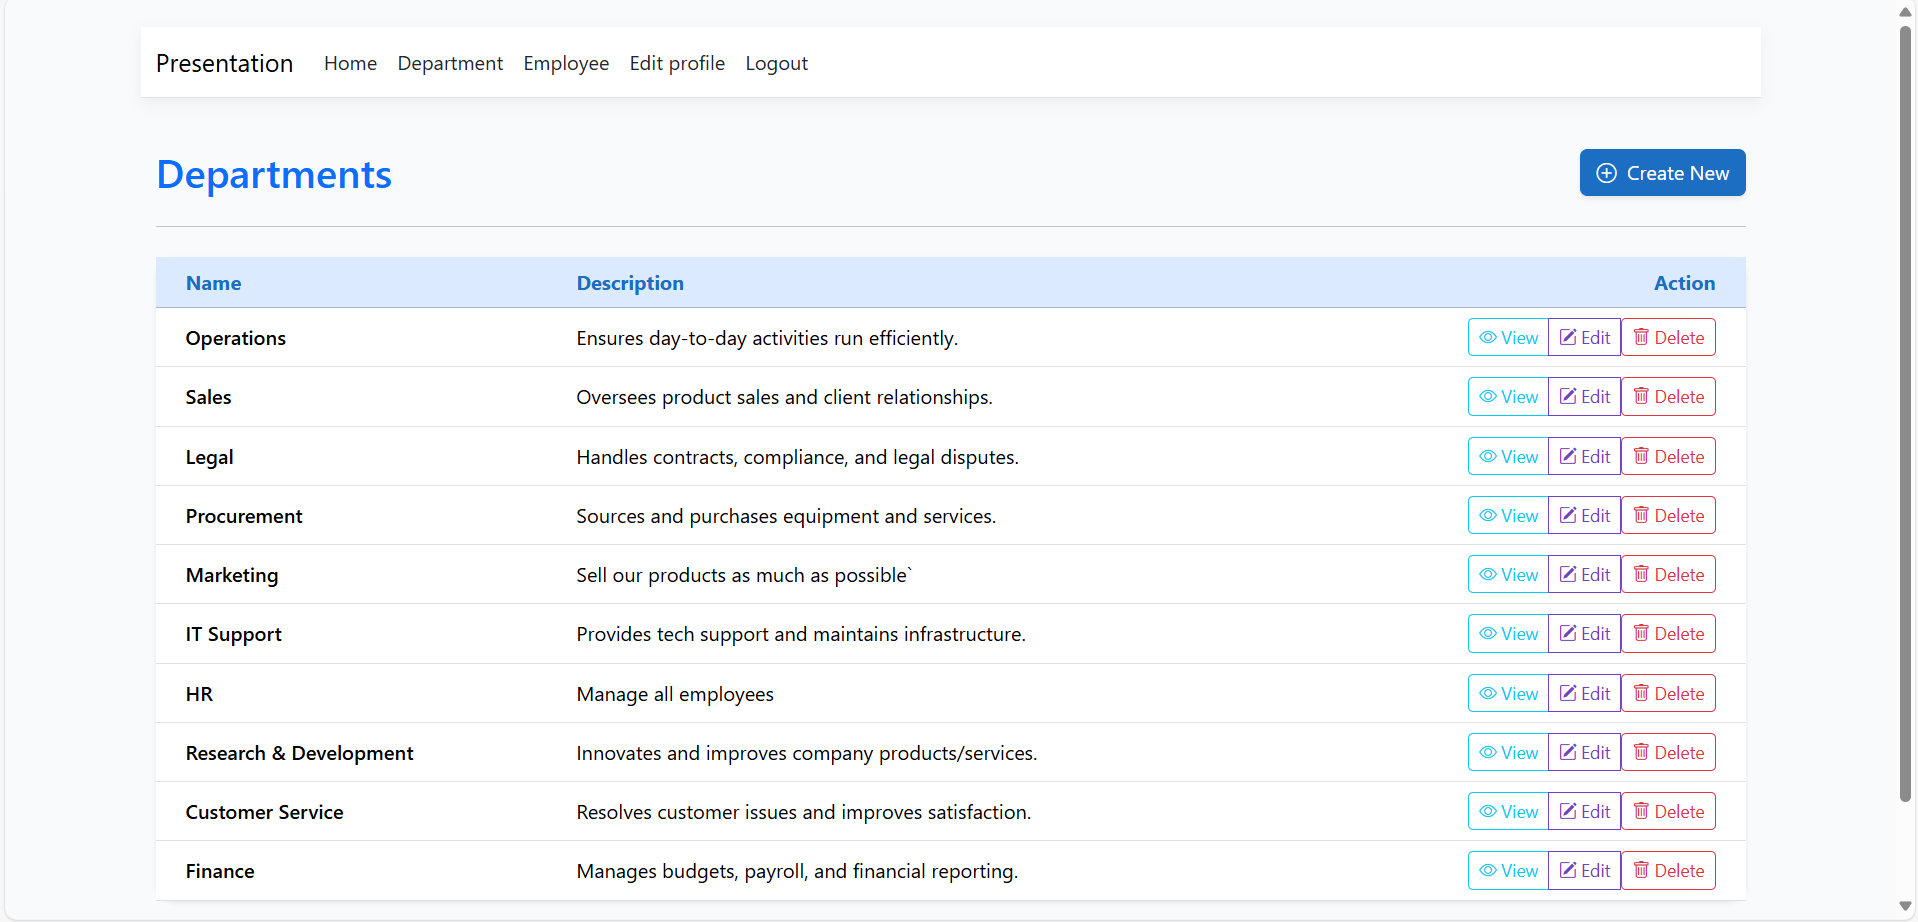 Presentation Home Department Employee Edit profile Logout
Departments
Create New
Name Description Action
Operations Ensures day-to-day activities run efficiently. View Edit Delete
Sales Oversees product sales and client relationships. View Edit Delete
Legal Handles contracts, compliance, and legal disputes. View Edit Delete
Procurement Sources and purchases equipment and services. View Edit Delete
Marketing Sell our products as much as possible` View Edit Delete
IT Support Provides tech support and maintains infrastructure. View Edit Delete
HR Manage all employees View Edit Delete
Research & Development Innovates and improves company products/services. View Edit Delete
Customer Service Resolves customer issues and improves satisfaction. View Edit Delete
Finance Manages budgets, payroll, and financial reporting. View Edit Delete